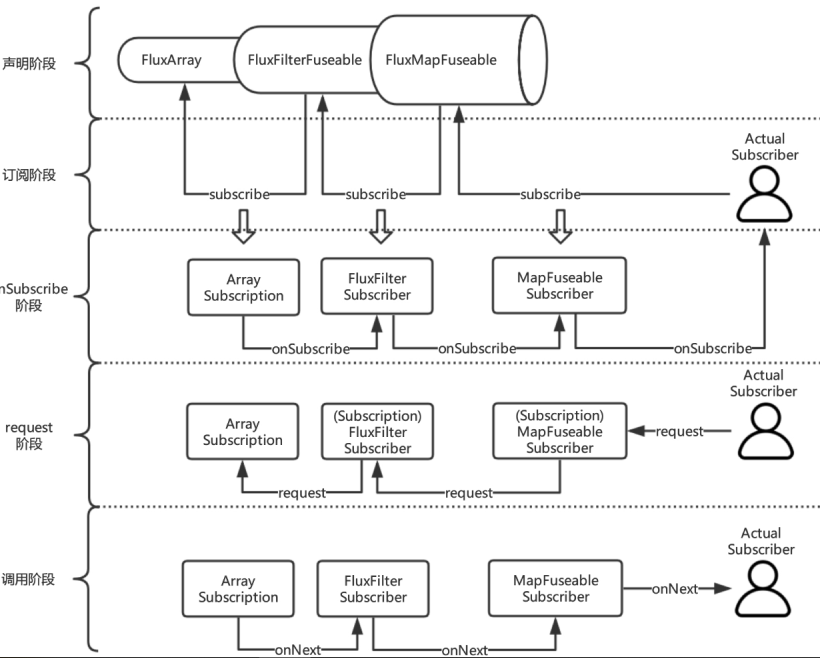 声明阶段
FluxArray
FluxFilterFuseable
FluxMapFuseable
订阅阶段
subscribe
subscribe
subscribe
Actual
Subscriber
nSubscribe
阶段
Array
Subscription
FluxFilter
Subscriber
MapFuseable
Subscriber
onSubscribe
onSubscribe
onSubscribe
request
阶段
Array
Subscription
(Subscription)
FluxFilter
Subscriber
(Subscription)
MapFuseable
Subscriber
request
Actual
Subscriber
request
request
调用阶段
Array
Subscription
FluxFilter
Subscriber
MapFuseable
Subscriber
onNext
Actual
Subscriber
onNext
onNext